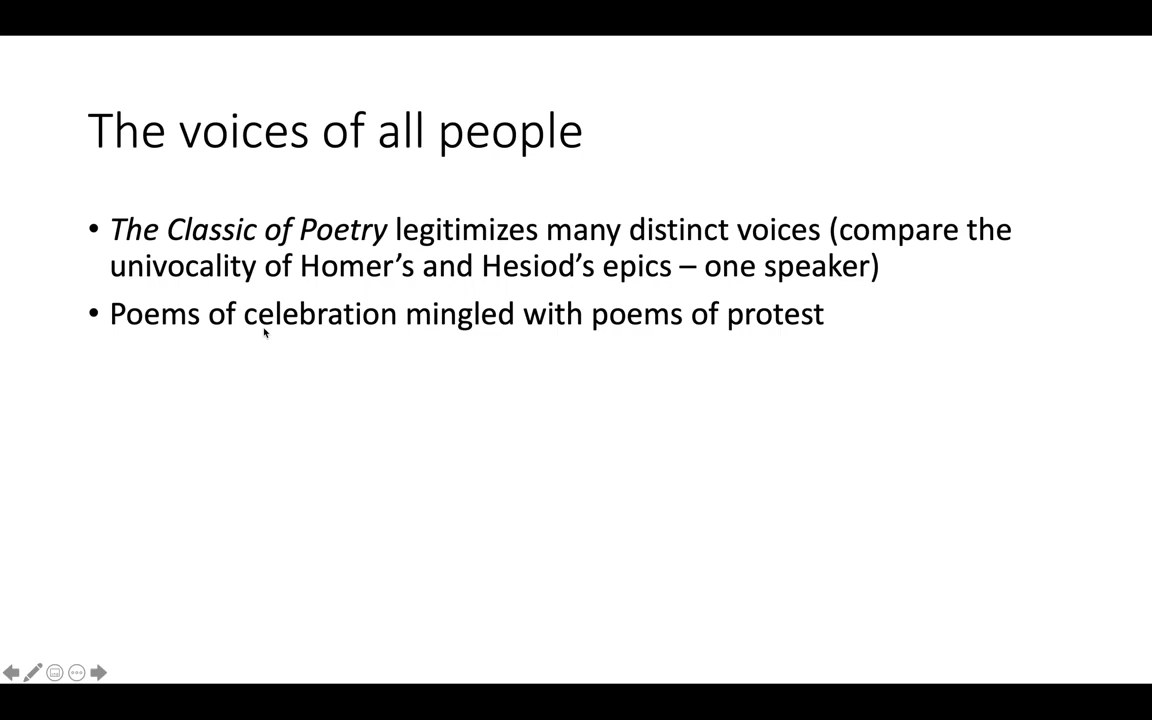 The voices of all people
• The Classic of Poetry legitimizes many distinct voices (compare the
univocality of Homer’s and Hesiod’s epics – one speaker)
• Poems of celebration mingled with poems of protest